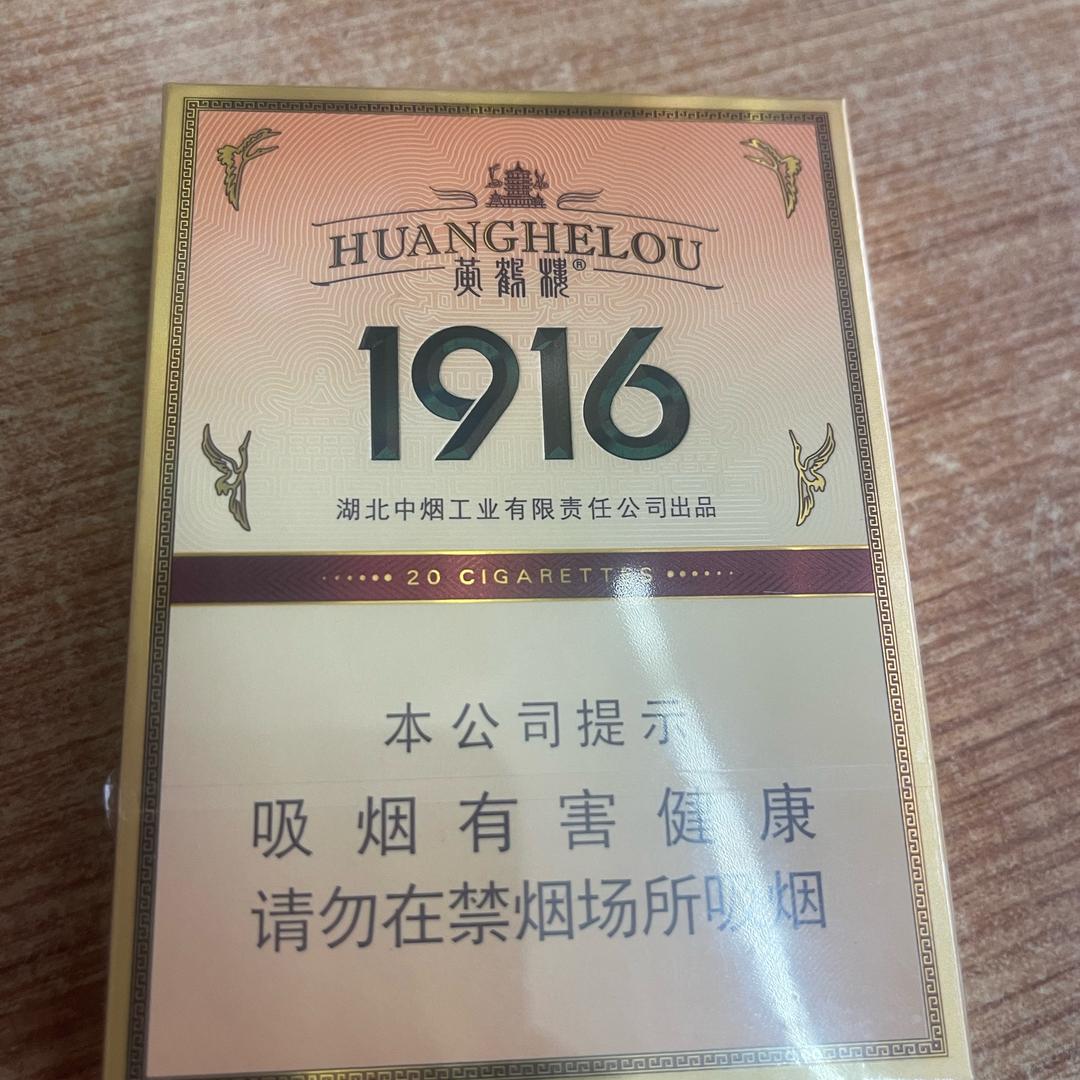 HUANGHELOU
黄鶴樓®
1916
湖北中烟工业有限责任公司出品
20 CIGARETTES
本公司提示
吸烟有害健康
请勿在禁烟场所吸烟